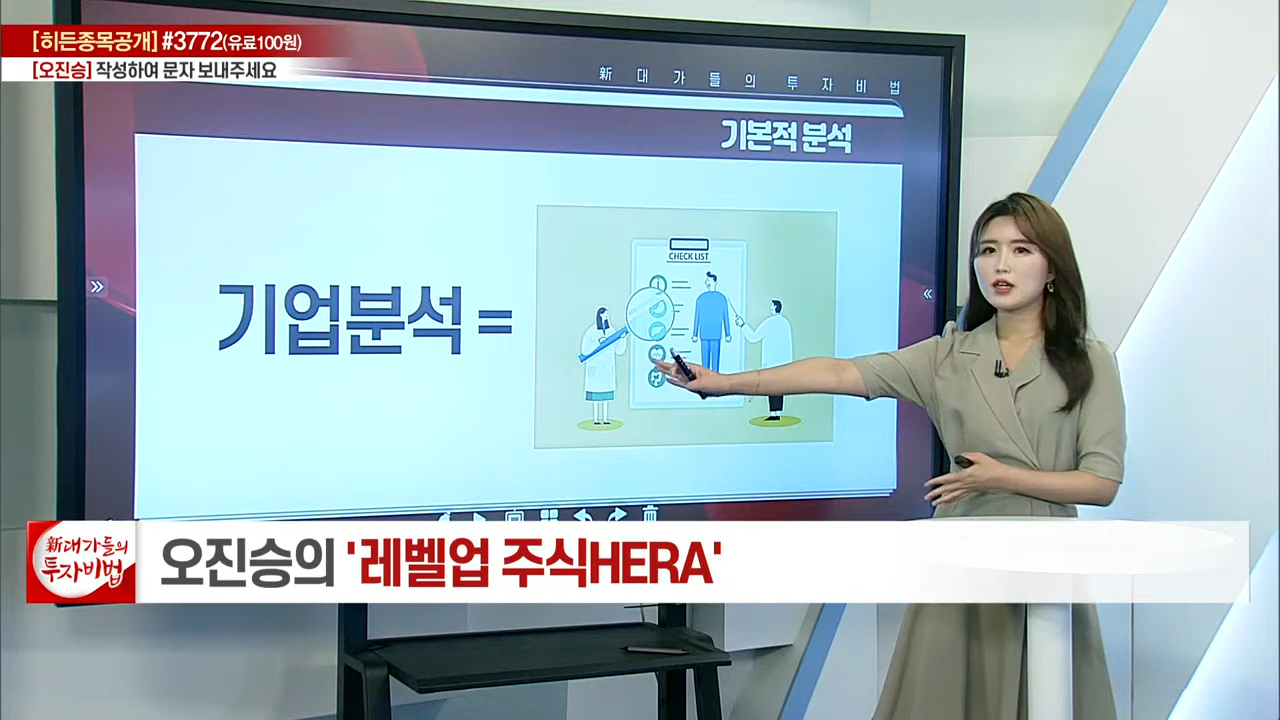 [히든종목공개] #3772(유료100원)
[오진승] 작성하여 문자 보내주세요
新 대가들의 투자비법
기본적 분석
기업분석 =
CHECK LIST
新대가들의
투자비법
오진승의 '레벨업 주식HERA'